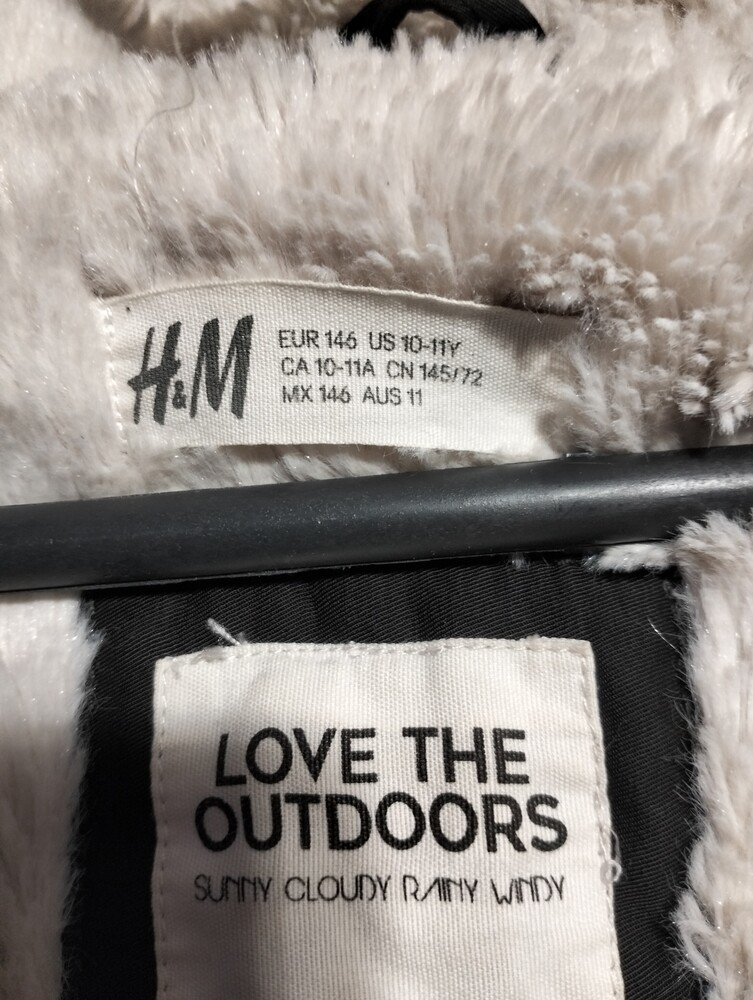 H&M
EUR 146 US 10-11Y
CA 10-11A CN 145/72
MX 146 AUS 11
LOVE THE
OUTDOORS
SUNNY CLOUDY RAINY WINDY